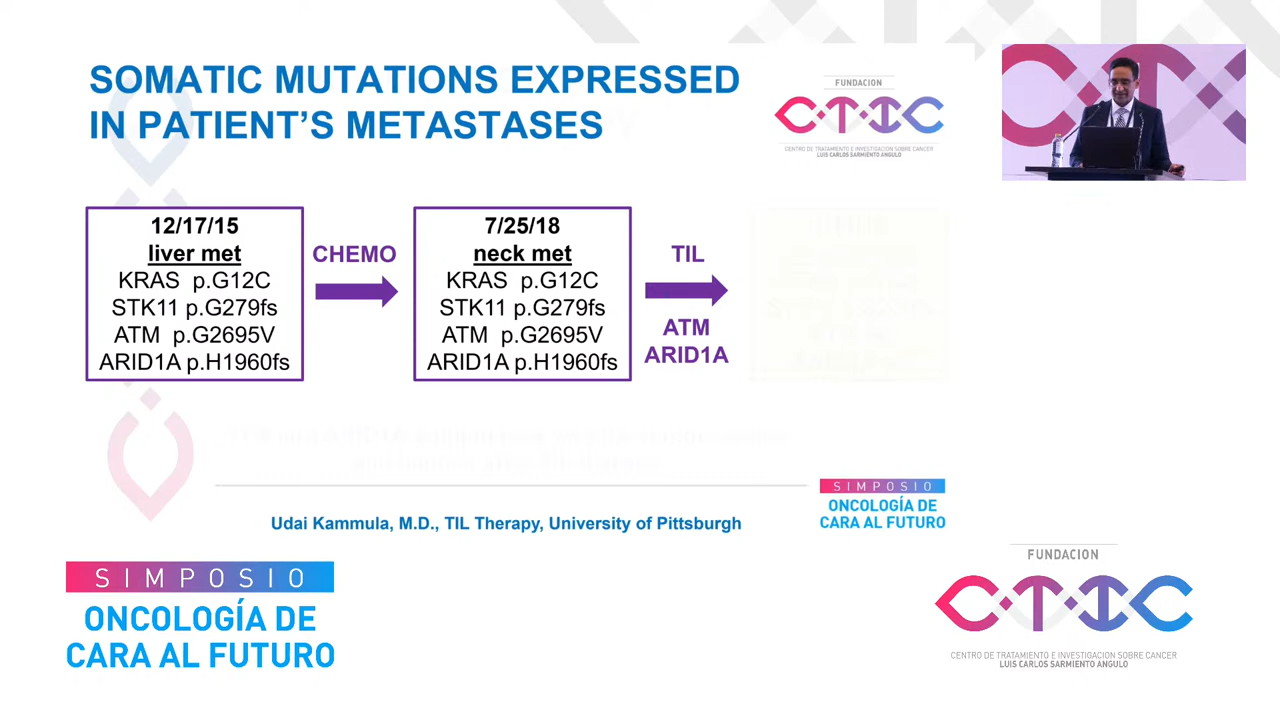 SOMATIC MUTATIONS EXPRESSED
IN PATIENT'S METASTASES
FUNDACION
CTIC
CENTRO DE TRATAMIENTO E INVESTIGACION SOBRE CANCER
LUIS CARLOS SARMIENTO ANGULO
12/17/15
liver met
KRAS p.G12C
STK11 p.G279fs
ATM p.G2695V
ARID1A p.H1960fs
CHEMO
7/25/18
neck met
KRAS p.G12C
STK11 p.G279fs
ATM p.G2695V
ARID1A p.H1960fs
TIL
ATM
ARID1A
Udai Kammula, M.D., TIL Therapy, University of Pittsburgh
SIMPOSIO
ONCOLOGÍA DE
CARA AL FUTURO
SIMPOSIO
ONCOLOGÍA DE
CARA AL FUTURO
FUNDACION
CTIC
CENTRO DE TRATAMIENTO E INVESTIGACION SOBRE CANCER
LUIS CARLOS SARMIENTO ANGULO